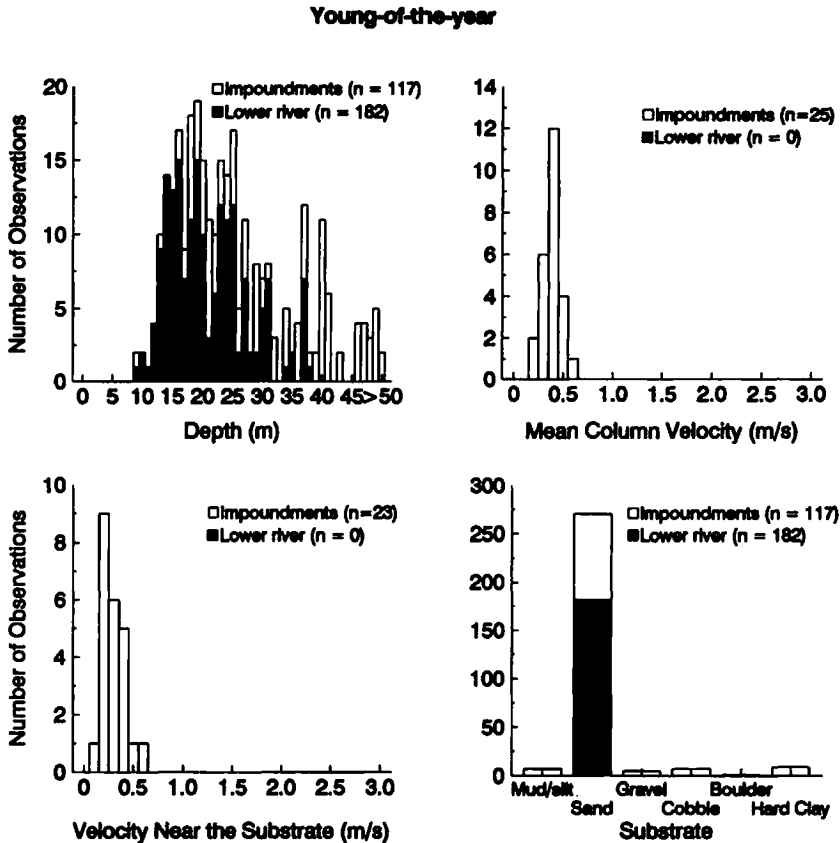 Young-of-the-year
20
15
10
5
0
Number of Observations
□Impoundments (n = 117)
■Lower river (n = 182)
0 5 10 15 20 25 30 35 40 45> 50
Depth (m)
14
12
10
8
6
4
2
0
□Impoundments (n=25)
■Lower river (n = 0)
0.0 0.5 1.0 1.5 2.0 2.5 3.0
Mean Column Velocity (m/s)
10
8
6
4
2
0
Number of Observations
□Impoundments (n=23)
■Lower river (n = 0)
0.0 0.5 1.0 1.5 2.0 2.5 3.0
Velocity Near the Substrate (m/s)
300
250
200
150
100
50
0
□Impoundments (n = 117)
■Lower river (n = 182)
Mud/silt Gravel Boulder
Sand Cobble Hard Clay
Substrate